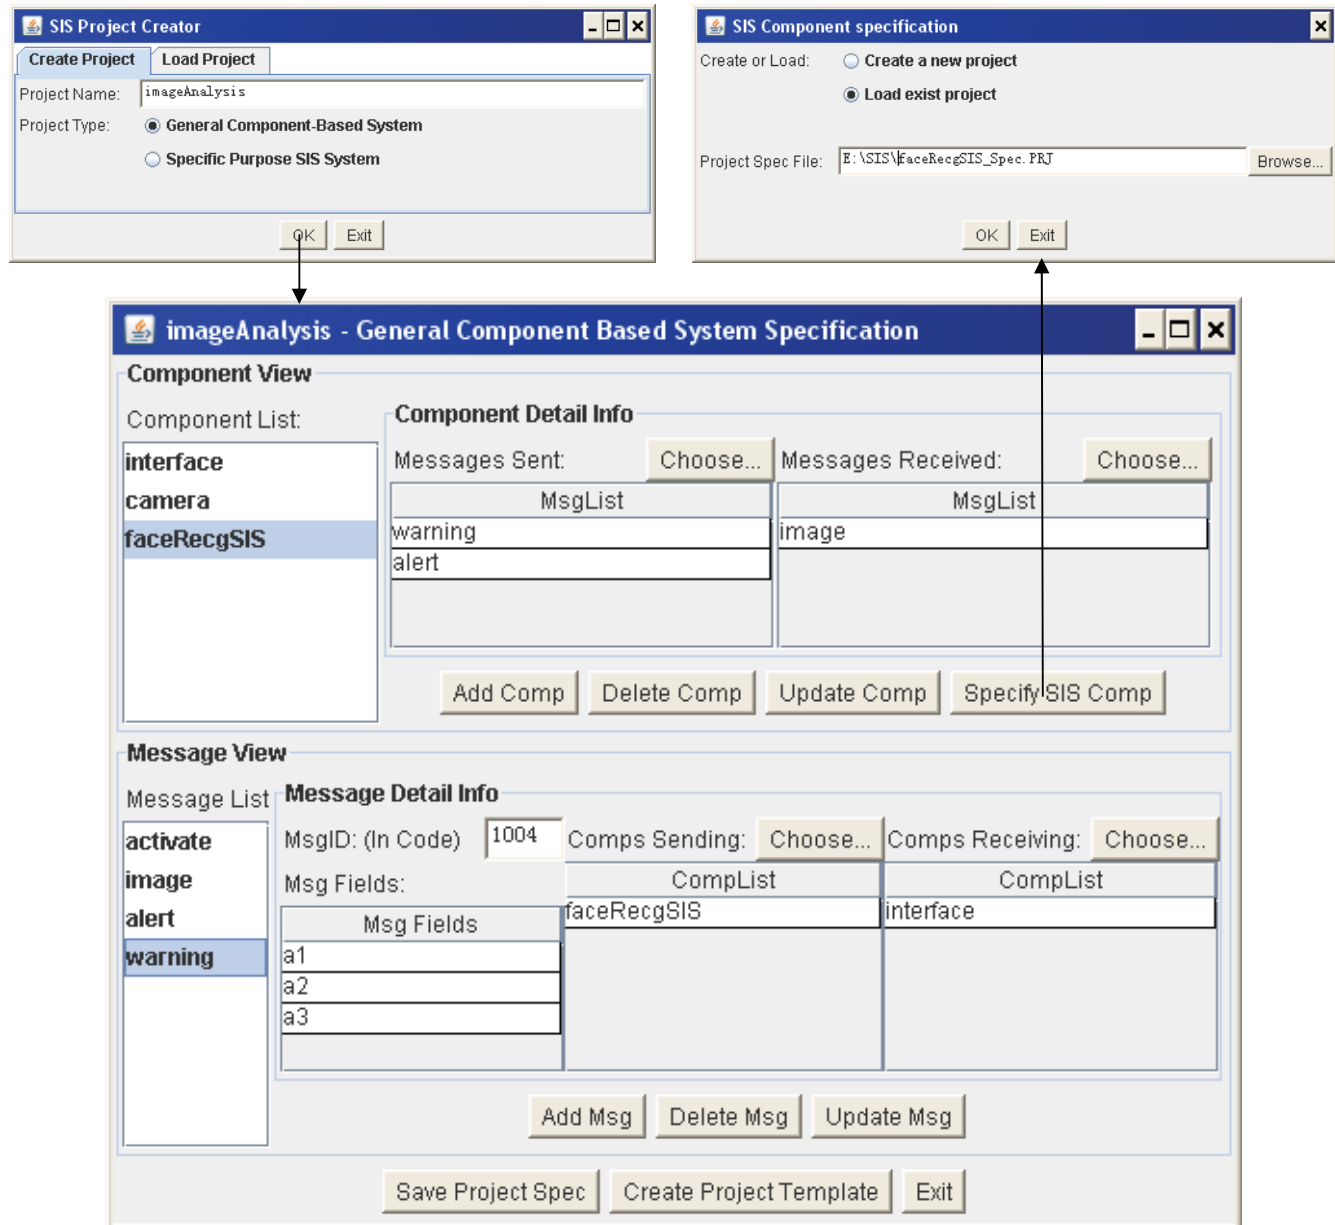 SIS Project Creator
Create Project Load Project
Project Name: imageAnalysis
Project Type: General Component-Based System
Specific Purpose SIS System
OK Exit
SIS Component specification
Create or Load: Create a new project
Load exist project
Project Spec File: E:\SIS\faceRecgSIS_Spec.PRJ Browse...
OK Exit
imageAnalysis - General Component Based System Specification
Component View
Component List:
interface
camera
faceRecgSIS
Component Detail Info
Messages Sent: Choose... Messages Received: Choose...
MsgList MsgList
warning image
alert
Add Comp Delete Comp Update Comp Specify SIS Comp
Message View
Message List
activate
image
alert
warning
Message Detail Info
MsgID: (In Code) 1004 Comps Sending: Choose... Comps Receiving: Choose...
Msg Fields: CompList CompList
Msg Fields faceRecgSIS interface
a1
a2
a3
Add Msg Delete Msg Update Msg
Save Project Spec Create Project Template Exit